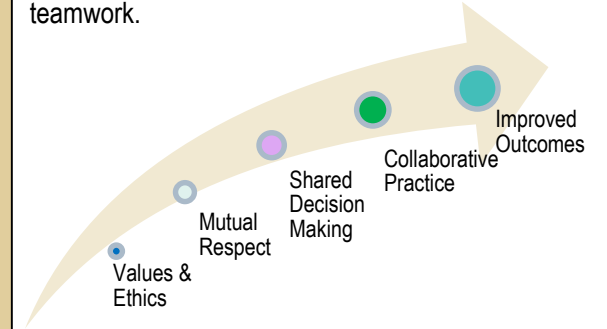 teamwork.
Values &
Ethics
Mutual
Respect
Shared
Decision
Making
Collaborative
Practice
Improved
Outcomes